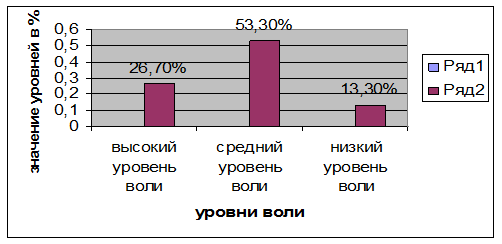 значение уровней в %
0,6
0,5
0,4
0,3
0,2
0,1
0
26,70%
53,30%
13,30%
высокий
уровень
воли
средний
уровень
воли
низкий
уровень
воли
уровни воли
Ряд1
Ряд2